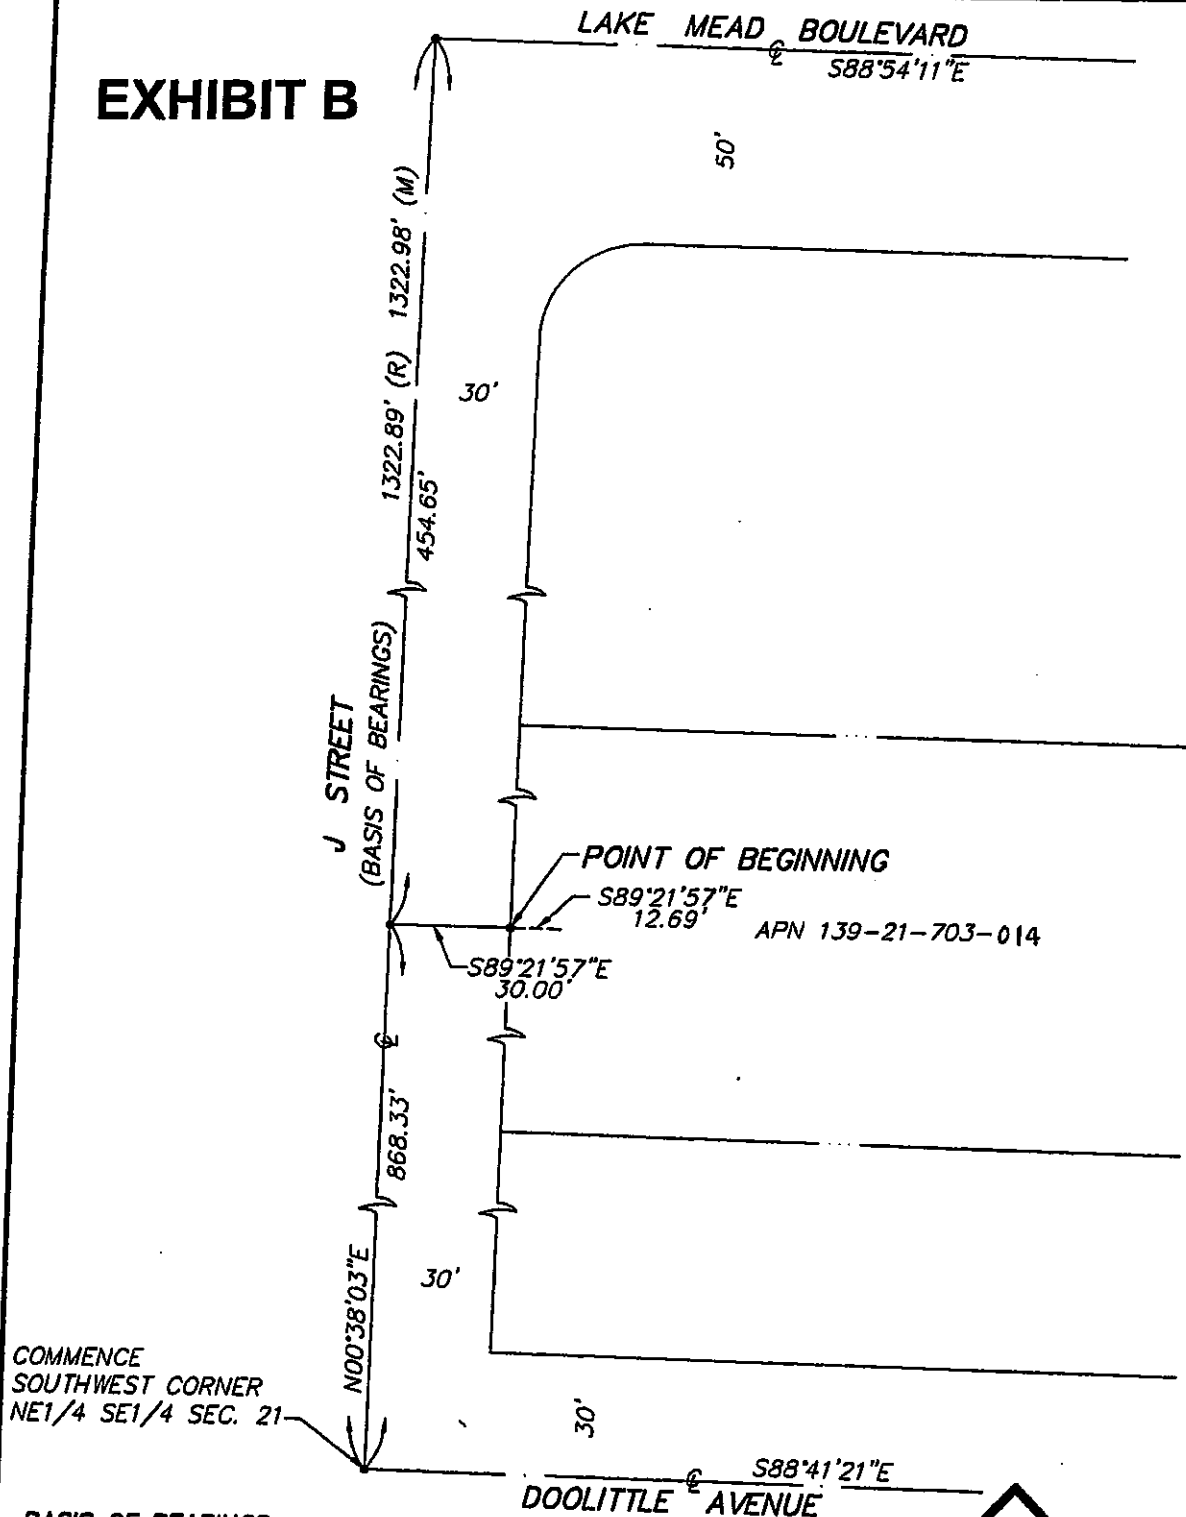 LAKE MEAD BOULEVARD
℄
S88°54'11"E
EXHIBIT B
50'
1322.89' (R) 1322.98' (M)
30'
454.65'
J STREET
(BASIS OF BEARINGS)
POINT OF BEGINNING
S89°21'57"E
12.69'
APN 139-21-703-014
S89°21'57"E
30.00'
℄
868.33'
N00°38'03"E
30'
COMMENCE
SOUTHWEST CORNER
NE1/4 SE1/4 SEC. 21
30'
S88°41'21"E
℄
DOOLITTLE AVENUE
BASIS OF BEARINGS